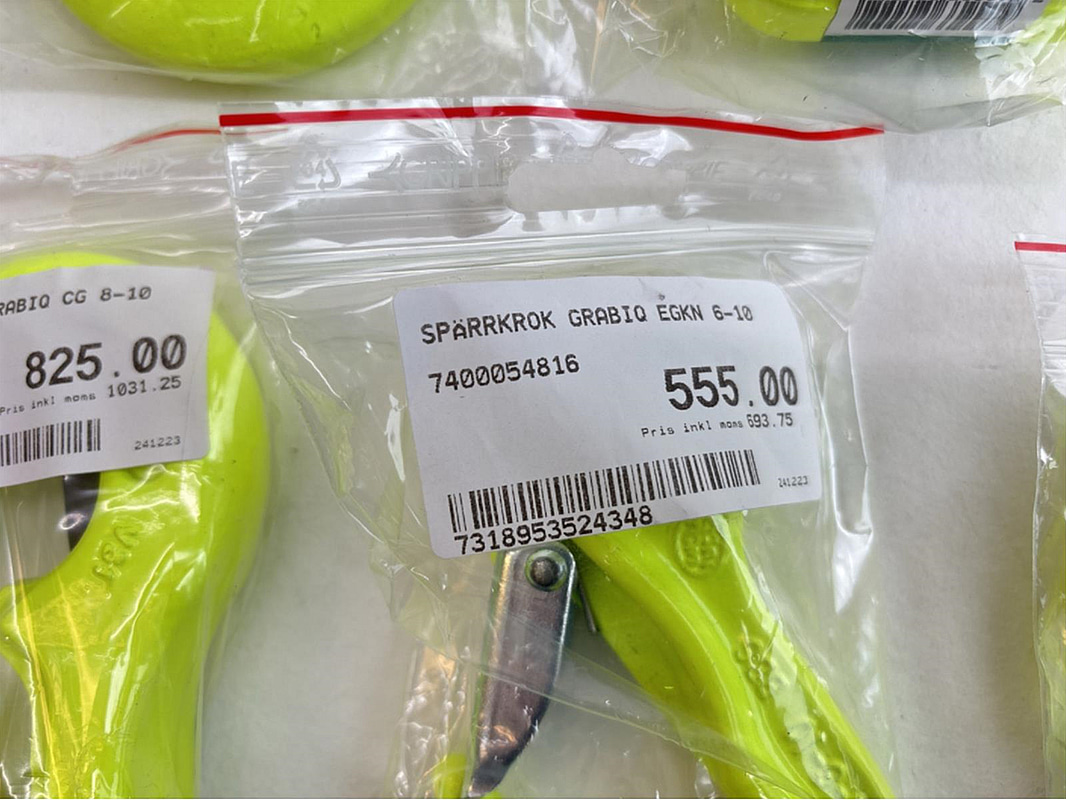 RABIQ CG 8-10
825.00
Pris inkl moms 1031.25
241223
SPÄRRKROK GRABIQ EGKN 6-10
7400054816
555.00
Pris inkl moms 693.75
241223
7318953524348